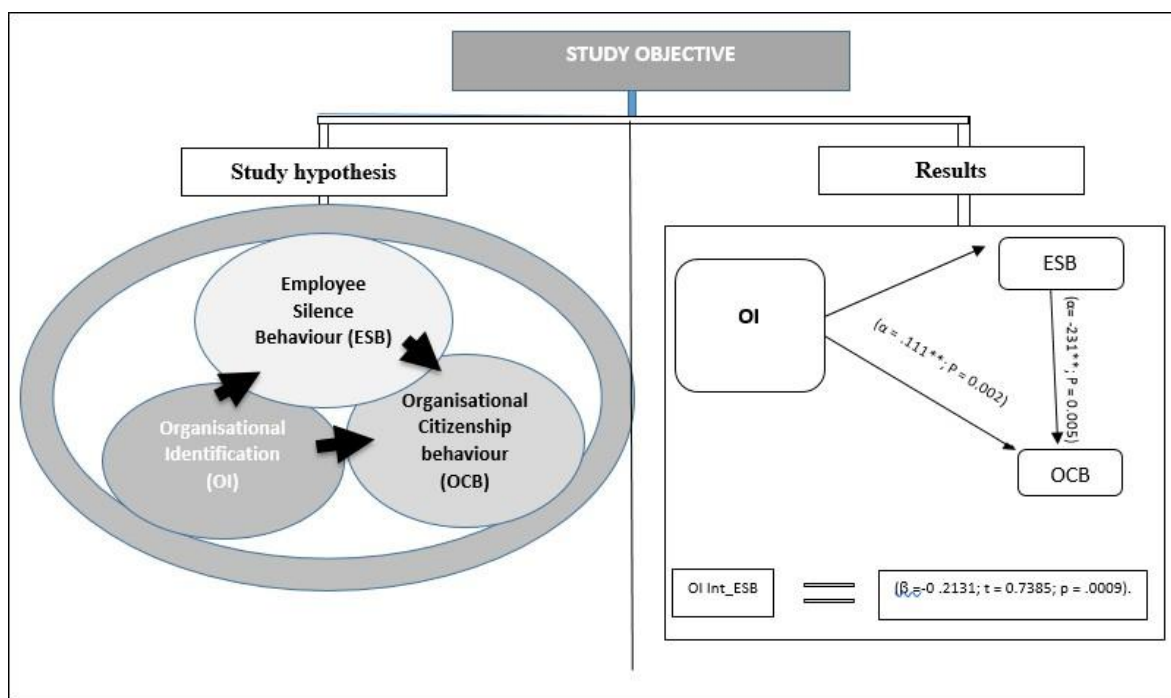 STUDY OBJECTIVE
Study hypothesis
Employee
Silence
Behaviour (ESB)
Organisational
Identification
(OI)
Organisational
Citizenship
behaviour
(OCB)
Results
OI
ESB
(α = .111**; P = 0.002)
(α= -231**; P = 0.005)
OCB
OI Int_ESB
(β =-0 .2131; t = 0.7385; p = .0009).